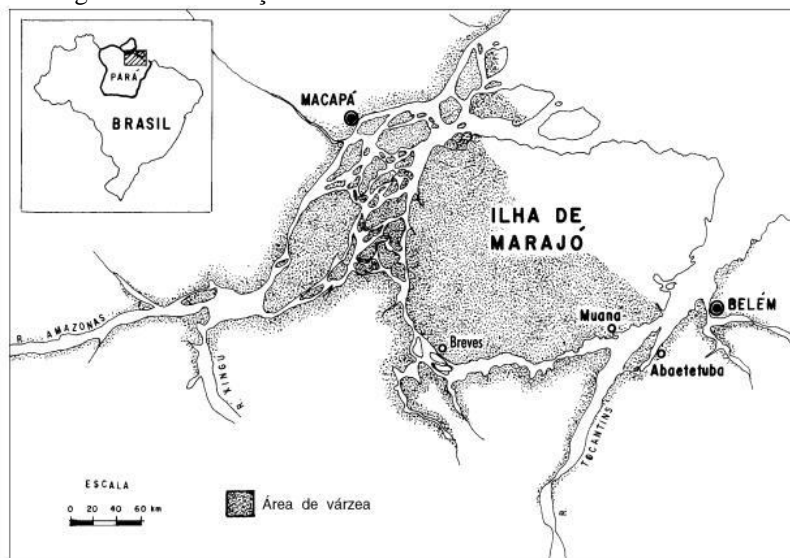 PARÁ
BRASIL
MACAPÁ
ILHA DE
MARAJÓ
BELÉM
Muaná
Breves
Abaetetuba
R. AMAZONAS
R. XINGU
R. TOCANTINS
ESCALA
0 20 40 60 km
Área de várzea